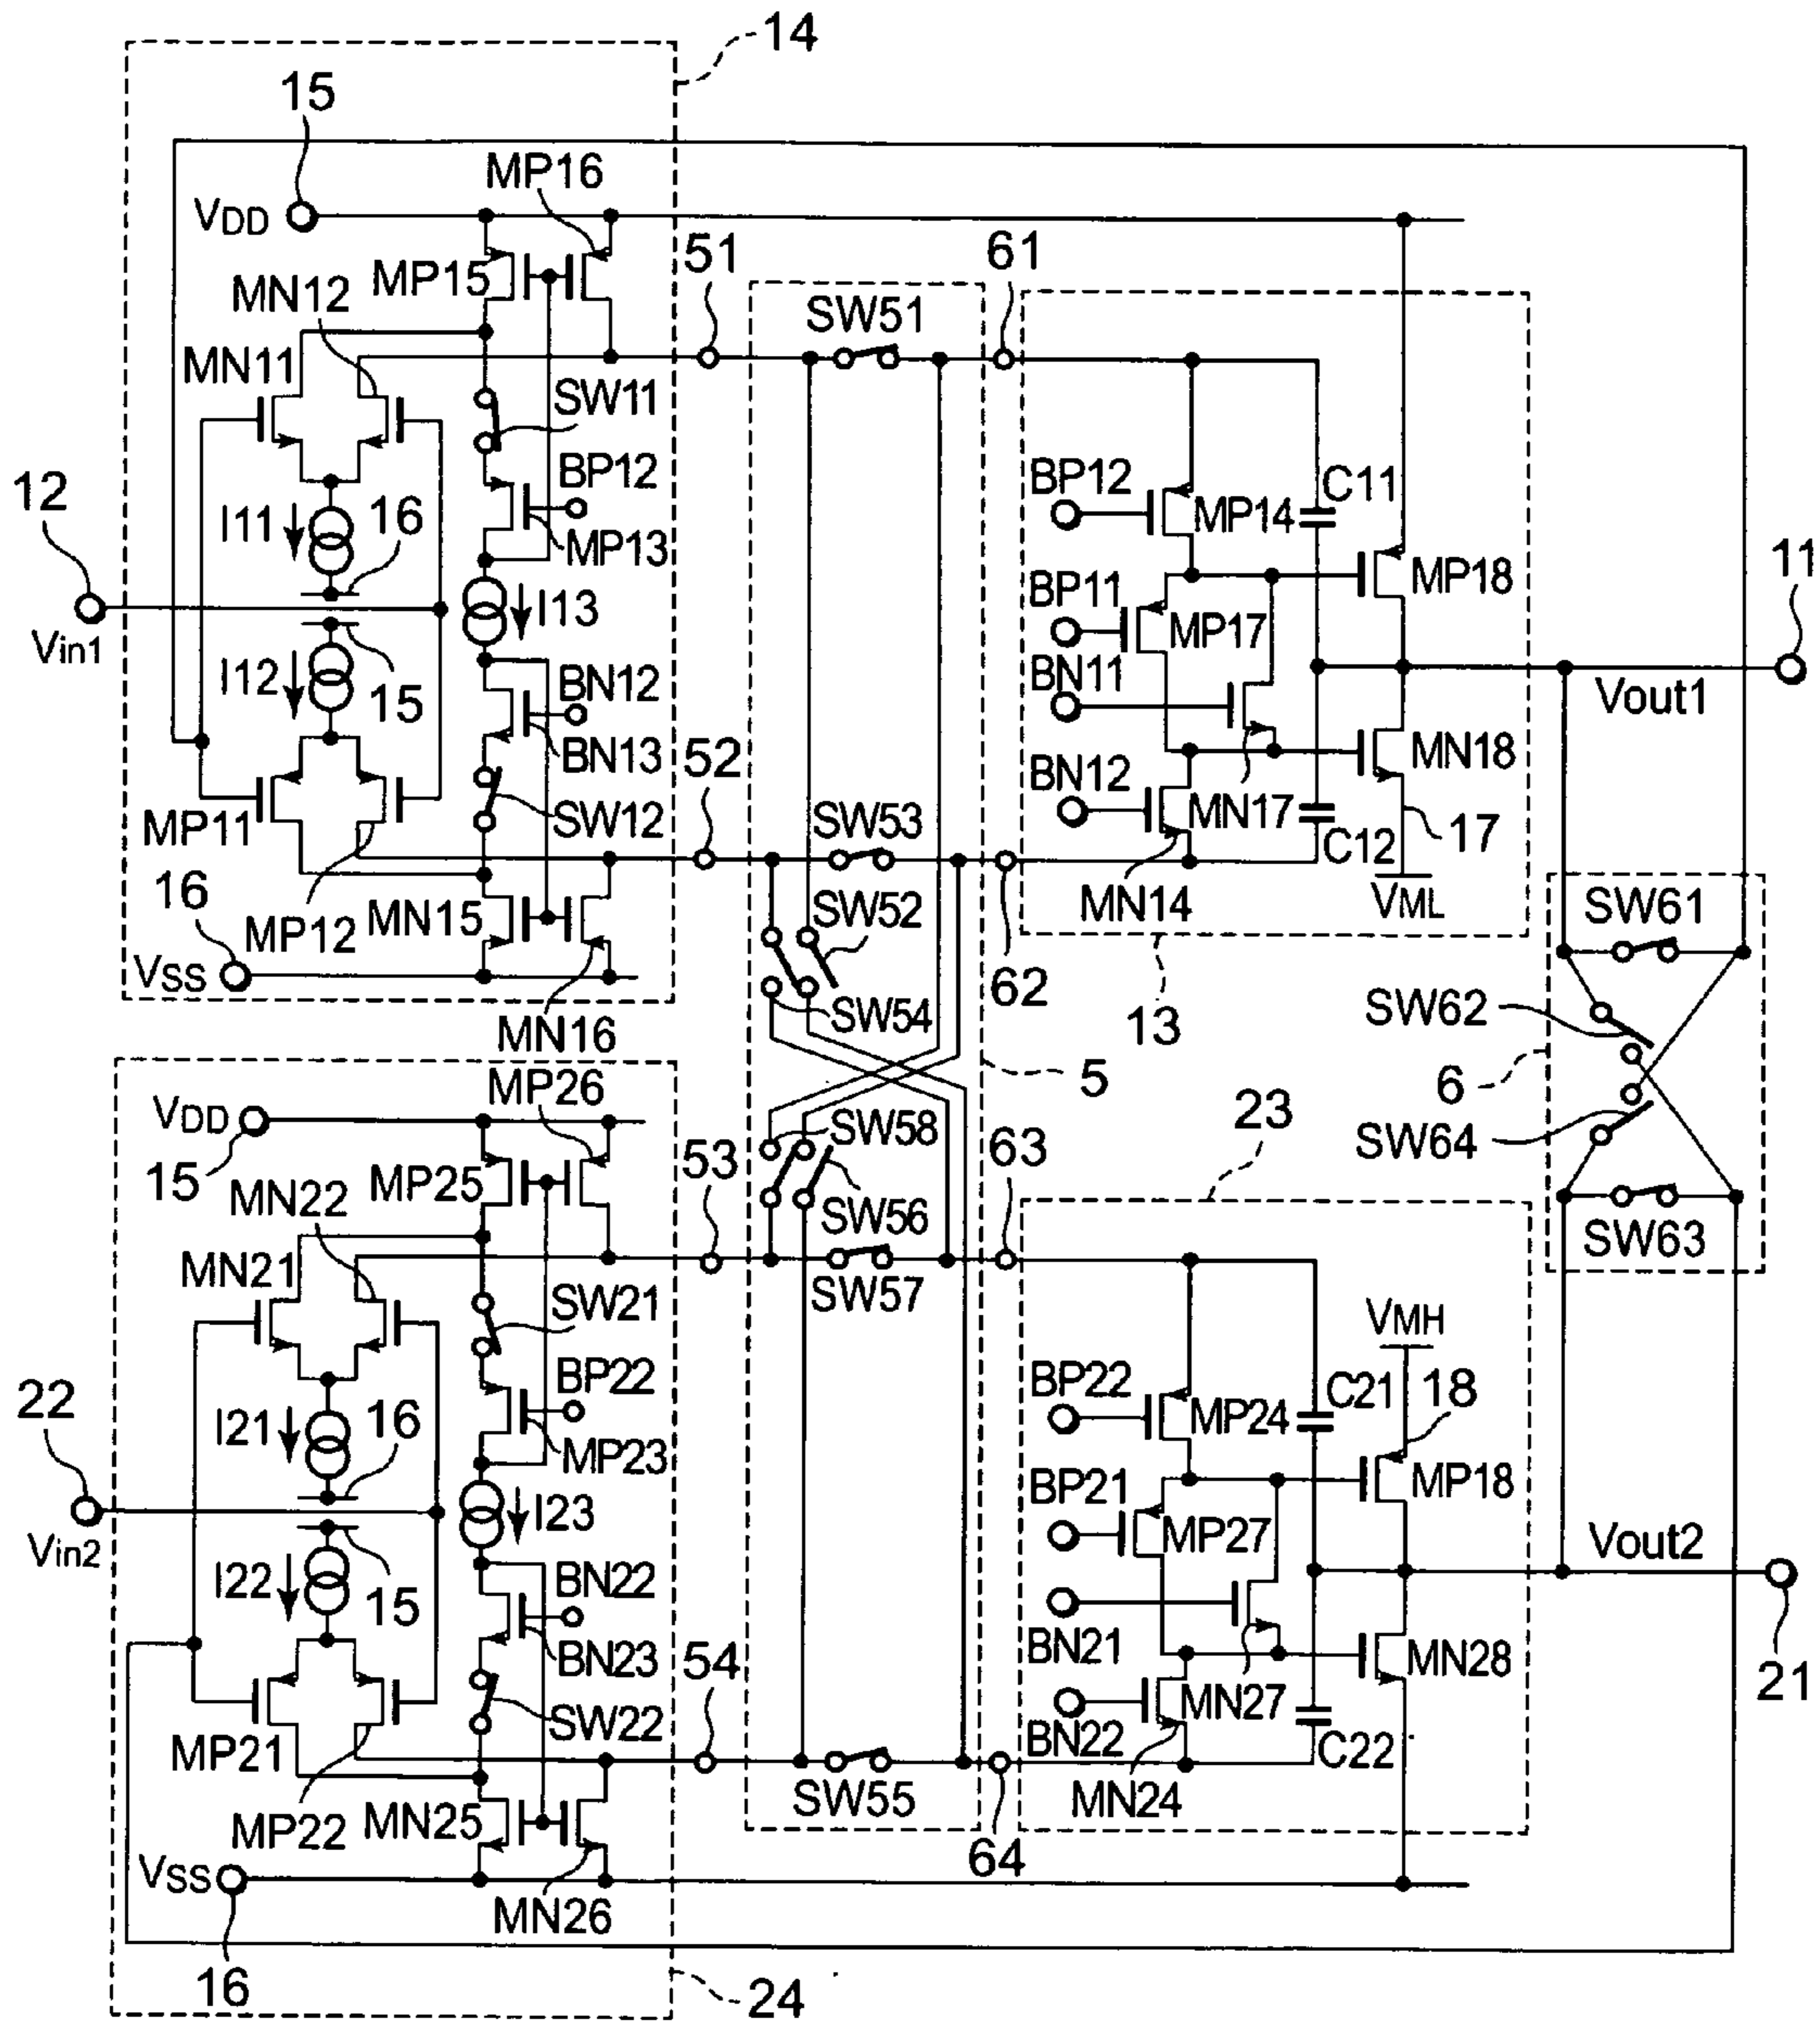 14
15
MP16
VDD
51
61
MP15
MN12
SW51
MN11
SW11
12
BP12
BP12
C11
I11
16
MP14
MP13
11
MP18
BP11
I13
MP17
Vin1
I12
15
BN12
BN11
Vout1
BN13
52
MN18
BN12
MP11
SW12
SW53
MN17
17
C12
16
MP12
MN15
SW52
MN14
VML
SW61
VSS
62
SW54
13
SW62
MN16
5
6
MP26
VDD
23
SW58
SW64
15
53
63
MP25
MN22
SW56
SW63
MN21
SW57
SW21
VMH
22
BP22
BP22
C21
18
I21
16
MP24
MP23
MP18
BP21
I23
MP27
Vin2
Vout2
I22
15
BN22
BN21
BN23
54
MN28
21
SW22
MN27
MP21
BN22
C22
MP22
MN25
SW55
MN24
VSS
64
MN26
16
24